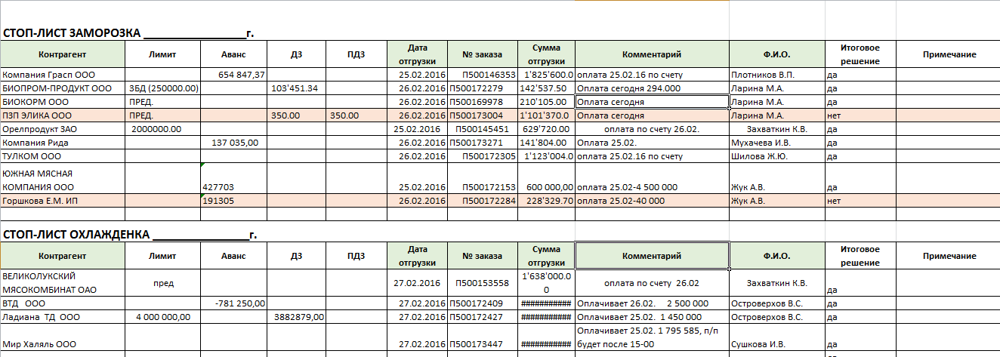 СТОП-ЛИСТ ЗАМОРОЗКА _________________г.
Контрагент Лимит Аванс ДЗ ПДЗ Дата отгрузки № заказа Сумма отгрузки Комментарий Ф.И.О. Итоговое решение Примечание
Компания Грасп ООО 654 847,37 25.02.2016 П500146353 1'825'600.0 оплата 25.02.16 по счету Плотников В.П. да
БИОПРОМ-ПРОДУКТ ООО ЗБД (250000.00) 103'451.34 26.02.2016 П500172279 142'537.50 Оплата сегодня 294.000 Ларина М.А. да
БИОКОРМ ООО ПРЕД. 26.02.2016 П500169978 210'105.00 Оплата сегодня Ларина М.А. да
ПЗП ЭЛИКА ООО ПРЕД. 350.00 350.00 26.02.2016 П500173004 1'101'370.0 Оплата сегодня Ларина М.А. нет
Орелпродукт ЗАО 2000000.00 25.02.2016 П500145451 629'720.00 оплата по счету 26.02. Захваткин К.В. да
Компания Рида 137 035,00 26.02.2016 П500173271 141'804.00 Оплата 25.02. Мухачева И.В. да
ТУЛКОМ ООО 26.02.2016 П500172305 1'123'004.0 оплата 25.02.16 по счету Шилова Ж.Ю. да
ЮЖНАЯ МЯСНАЯ
КОМПАНИЯ ООО 427703 25.02.2016 П500172153 600 000,00 оплата 25.02-4 500 000 Жук А.В. да
Горшкова Е.М. ИП 191305 26.02.2016 П500172284 228'329.70 оплата 25.02-40 000 Жук А.В. нет
СТОП-ЛИСТ ОХЛАЖДЕНКА ________________г.
Контрагент Лимит Аванс ДЗ ПДЗ Дата отгрузки № заказа Сумма отгрузки Комментарий Ф.И.О. Итоговое решение Примечание
ВЕЛИКОЛУКСКИЙ
МЯСОКОМБИНАТ ОАО пред 27.02.2016 П500153558 1'638'000.00 оплата по счету 26.02 Захваткин К.В. да
ВТД ООО -781 250,00 27.02.2016 П500172409 ########### Оплачивает 26.02. 2 500 000 Островерхов В.С. да
Ладиана ТД ООО 4 000 000,00 3882879,00 27.02.2016 П500172427 ########### Оплачивает 25.02. 1 450 000 Островерхов В.С. да
Оплачивает 25.02. 1 795 585, п/п
Мир Халяль ООО 27.02.2016 П500173447 ########### будет после 15-00 Сушкова И.В. да